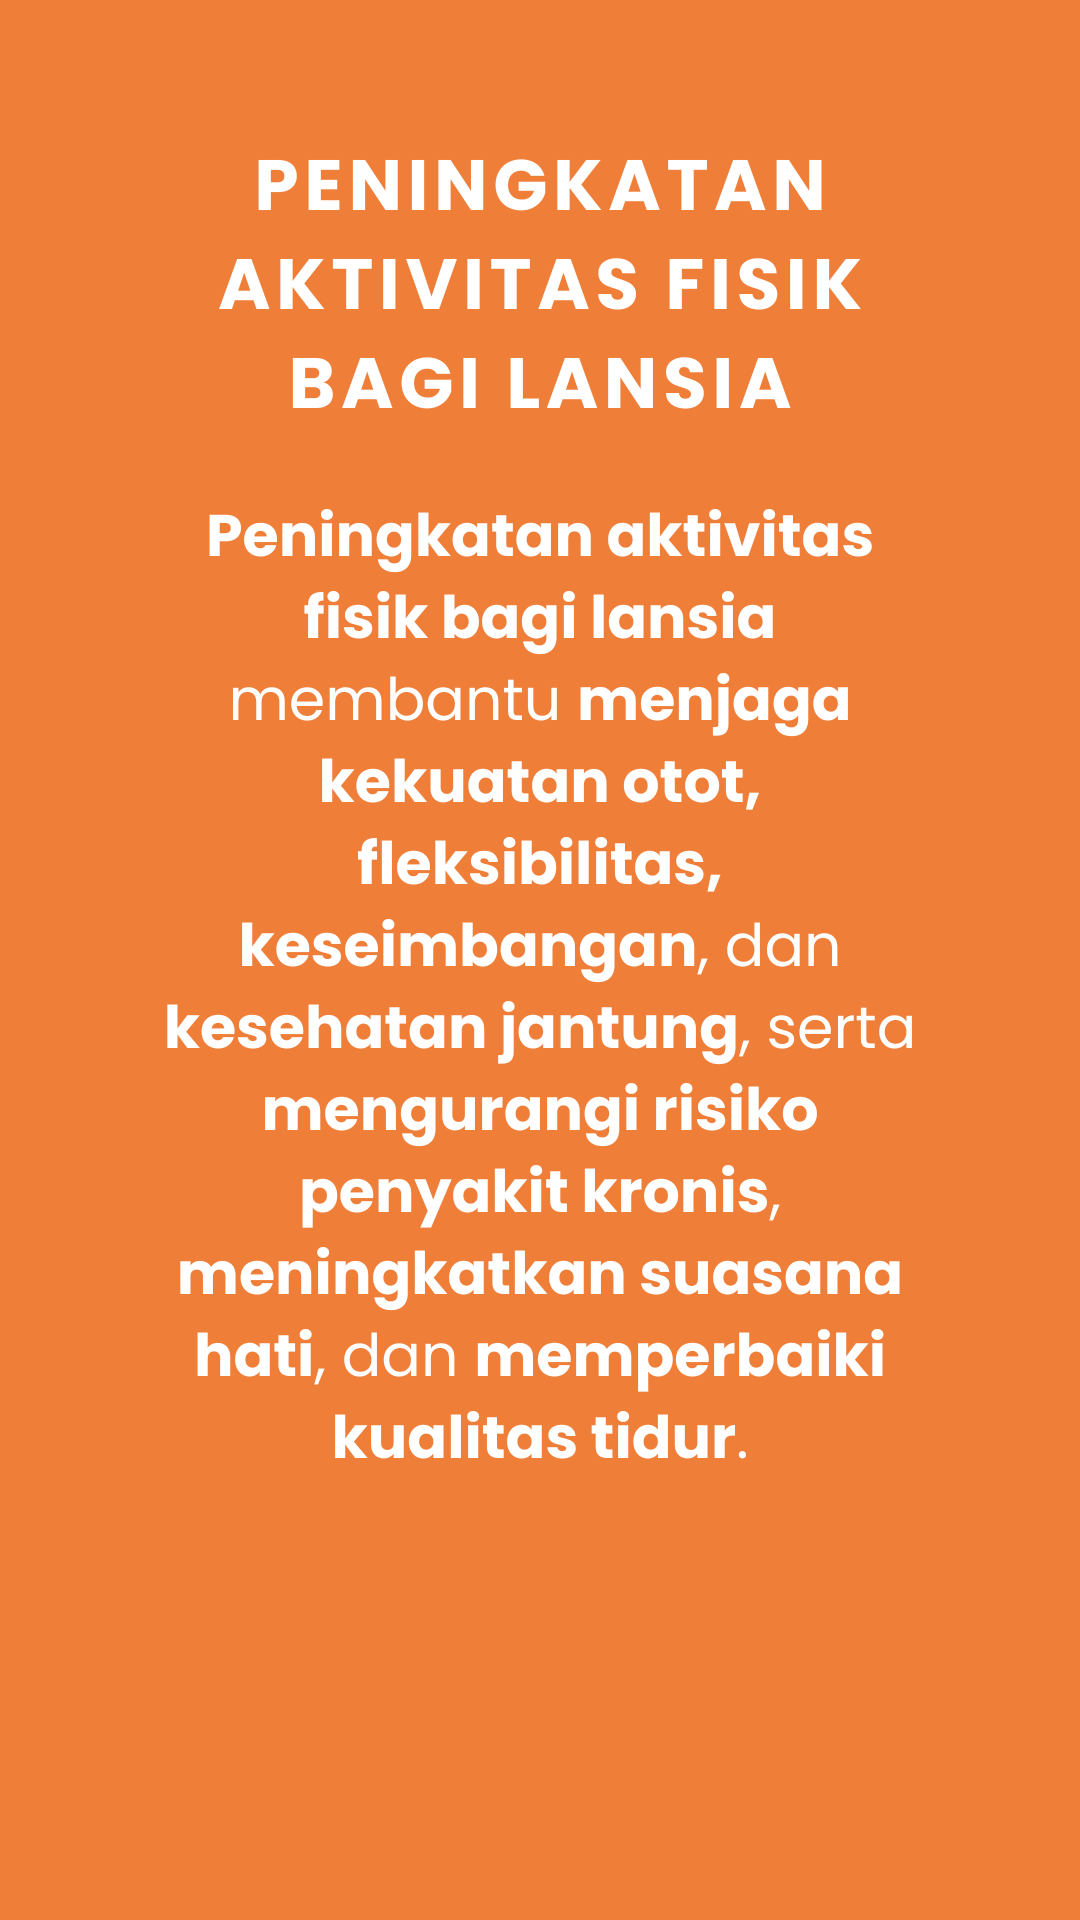 PENINGKATAN
AKTIVITAS FISIK
BAGI LANSIA
Peningkatan aktivitas
fisik bagi lansia
membantu menjaga
kekuatan otot,
fleksibilitas,
keseimbangan, dan
kesehatan jantung, serta
mengurangi risiko
penyakit kronis,
meningkatkan suasana
hati, dan memperbaiki
kualitas tidur.